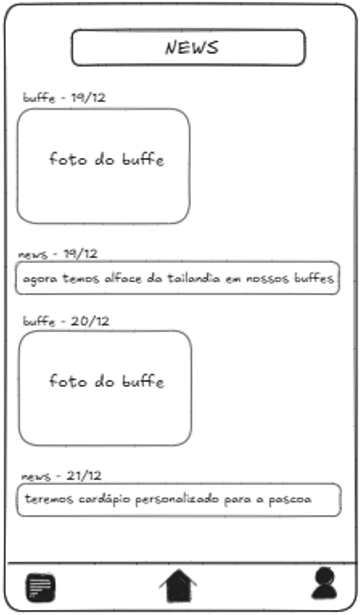 NEWS
buffe - 19/12
foto do buffe
news - 19/12
agora temos alface da tailandia em nossos buffes
buffe - 20/12
foto do buffe
news - 21/12
teremos cardápio personalizado para a pascoa